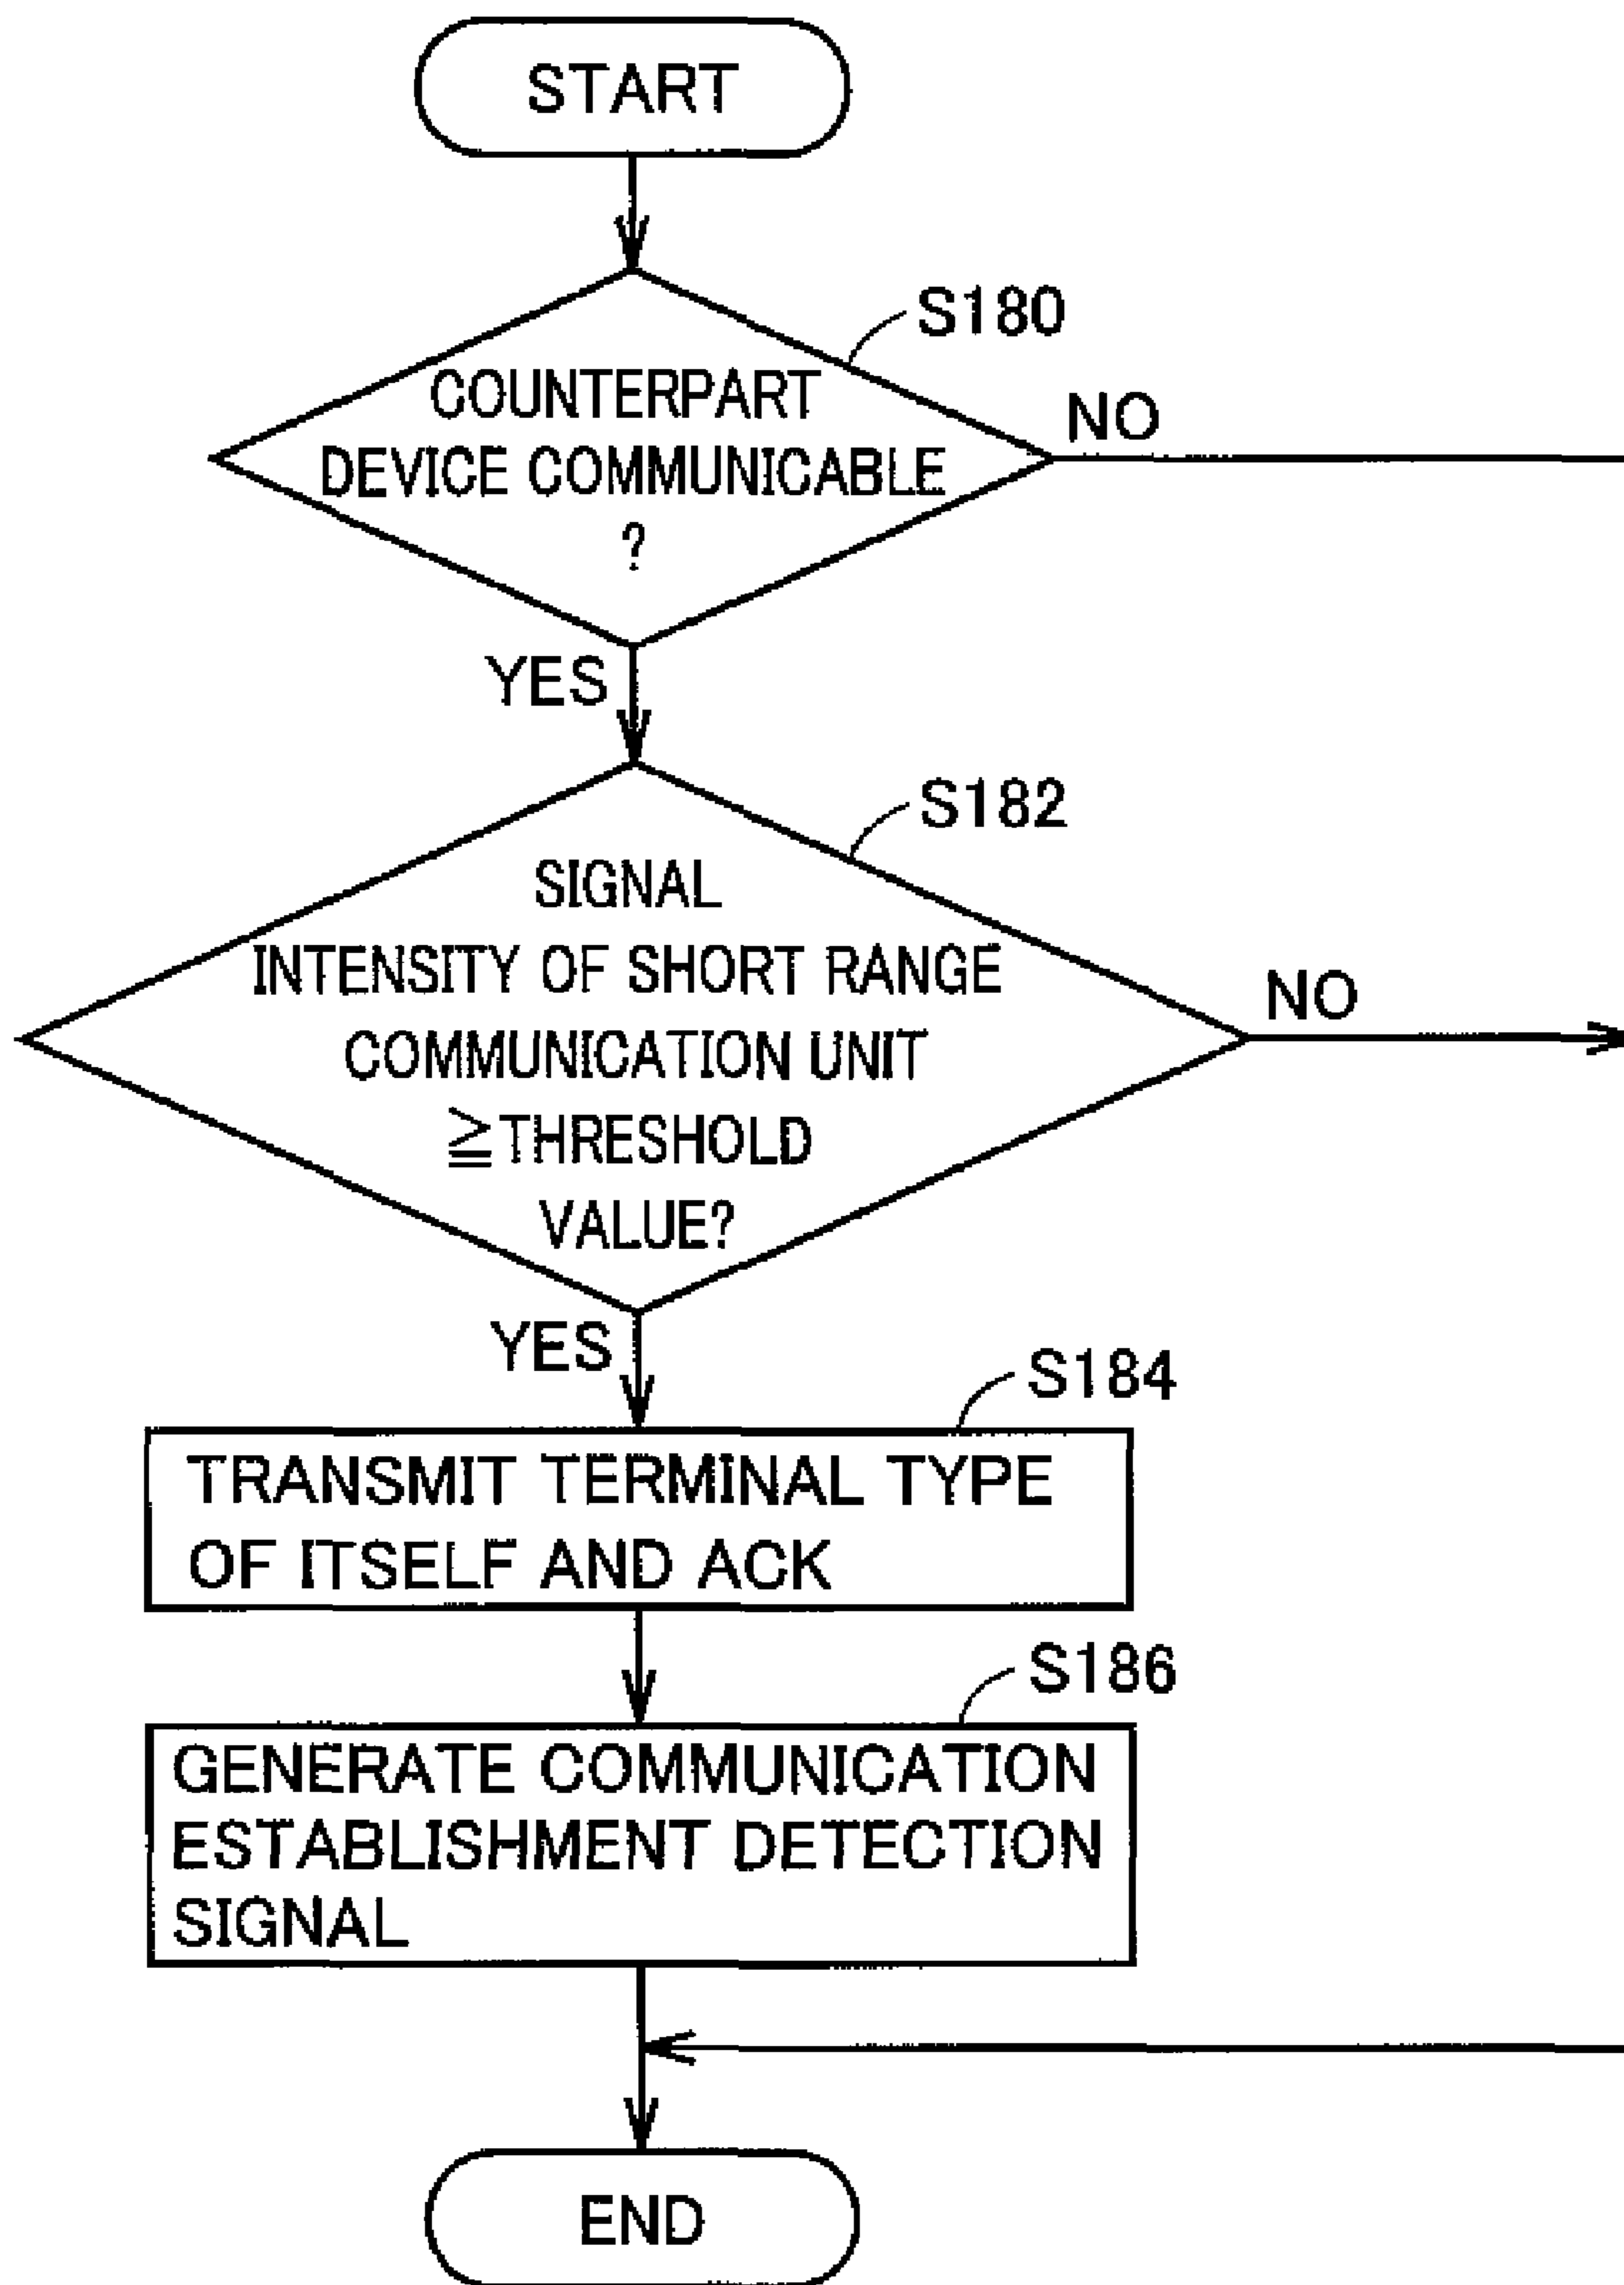 START
S180
COUNTERPART
DEVICE COMMUNICABLE
?
NO
YES
S182
SIGNAL
INTENSITY OF SHORT RANGE
COMMUNICATION UNIT
≧THRESHOLD
VALUE?
NO
YES
S184
TRANSMIT TERMINAL TYPE
OF ITSELF AND ACK
S186
GENERATE COMMUNICATION
ESTABLISHMENT DETECTION
SIGNAL
END